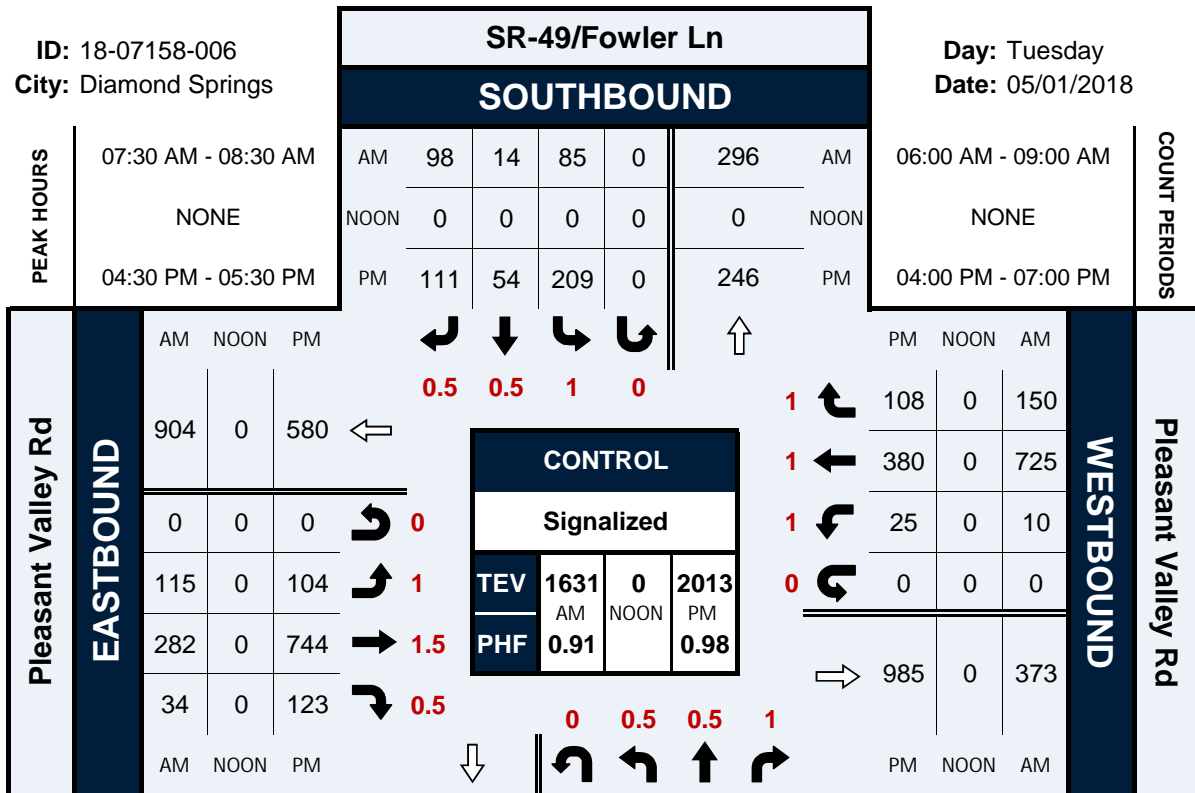 SR-49/Fowler Ln
ID: 18-07158-006
City: Diamond Springs
Day: Tuesday
Date: 05/01/2018
SOUTHBOUND
PEAK HOURS
07:30 AM - 08:30 AM
NONE
04:30 PM - 05:30 PM
AM 98 14 85 0 296 AM
NOON 0 0 0 0 0 NOON
PM 111 54 209 0 246 PM
06:00 AM - 09:00 AM
NONE
04:00 PM - 07:00 PM
COUNT PERIODS
0.5 0.5 1 0
Pleasant Valley Rd
EASTBOUND
AM NOON PM
904 0 580
0 0 0 0
115 0 104 1
282 0 744 1.5
34 0 123 0.5
AM NOON PM
CONTROL
Signalized
TEV 1631 0 2013
AM NOON PM
PHF 0.91 0.98
PM NOON AM
1 108 0 150
1 380 0 725
1 25 0 10
0 0 0 0
985 0 373
PM NOON AM
WESTBOUND
Pleasant Valley Rd
0 0.5 0.5 1